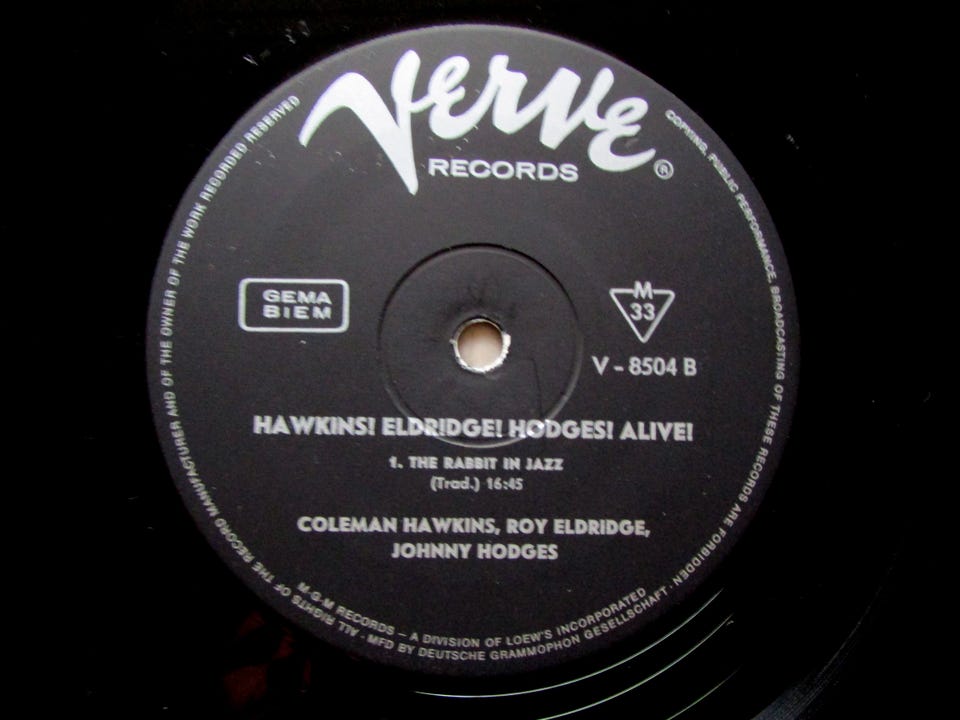 Verve
RECORDS ®
GEMA
BIEM
M
33
V - 8504 B
HAWKINS! ELDRIDGE! HODGES! ALIVE!
1. THE RABBIT IN JAZZ
(Trad.) 16:45
COLEMAN HAWKINS, ROY ELDRIDGE,
JOHNNY HODGES
M-G-M RECORDS – A DIVISION OF LOEW'S INCORPORATED
ALL RIGHTS OF THE RECORD MANUFACTURER AND OF THE OWNER OF THE WORK RECORDED RESERVED
COPYING, PUBLIC PERFORMANCE, BROADCASTING OF THESE RECORDS ARE FORBIDDEN
· MFD BY DEUTSCHE GRAMMOPHON GESELLSCHAFT ·